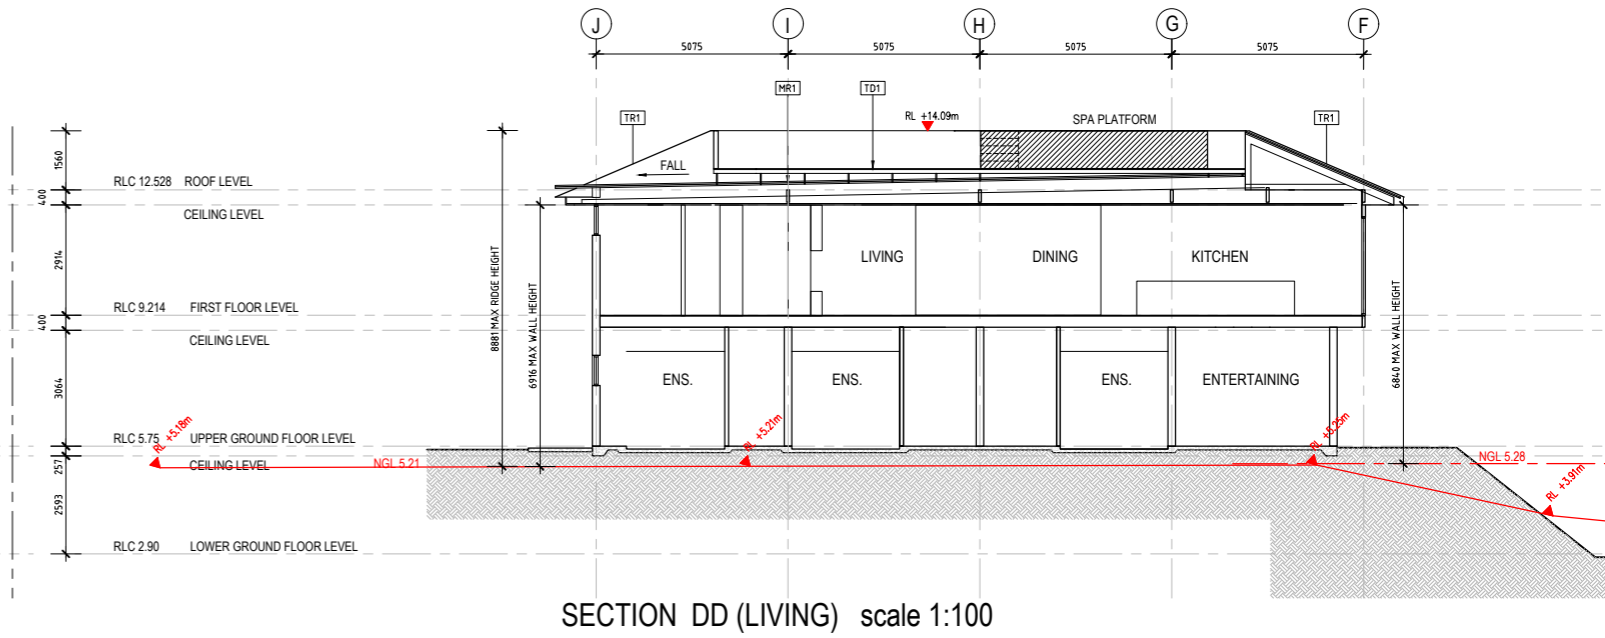 J I H G F
5075 5075 5075 5075
MR1 TD1
TR1 RL +14.09m SPA PLATFORM TR1
1560
FALL
RLC 12.528 ROOF LEVEL
400
CEILING LEVEL
2914
LIVING DINING KITCHEN
8881 MAX RIDGE HEIGHT
6916 MAX WALL HEIGHT
6840 MAX WALL HEIGHT
RLC 9.214 FIRST FLOOR LEVEL
400
CEILING LEVEL
3064
ENS. ENS. ENS. ENTERTAINING
RL +5.18m RL +5.21m RL +5.25m
RLC 5.75 UPPER GROUND FLOOR LEVEL
257
CEILING LEVEL NGL 5.21 NGL 5.28
RL +3.91m
2593
RLC 2.90 LOWER GROUND FLOOR LEVEL
SECTION DD (LIVING) scale 1:100